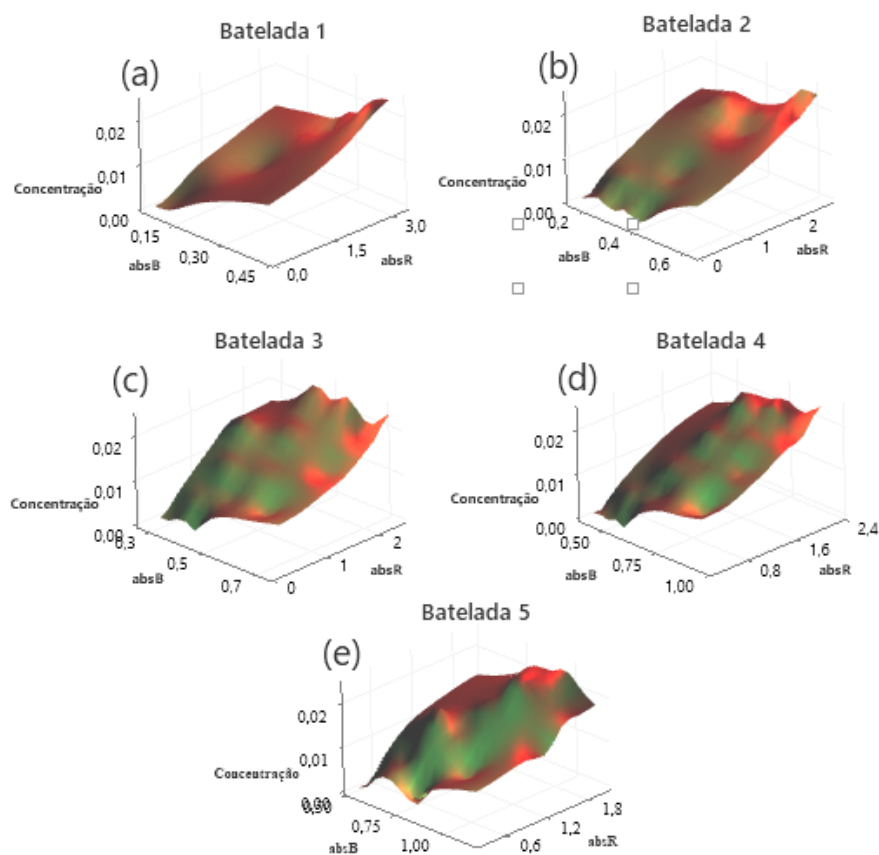 Batelada 1
(a)
0,02
0,01
Concentração
0,00
0,15
0,30
0,45
absB
0,0
1,5
3,0
absR
Batelada 2
(b)
0,02
0,01
Concentração
0,00
0,2
0,4
0,6
absB
0
1
2
absR
Batelada 3
(c)
0,02
0,01
Concentração
0,00
0,3
0,5
0,7
absB
0
1
2
absR
Batelada 4
(d)
0,02
0,01
Concentração
0,00
0,50
0,75
1,00
absB
0,8
1,6
2,4
absR
Batelada 5
(e)
0,02
0,01
Concentração
0,75
1,00
absB
0,6
1,2
1,8
absR